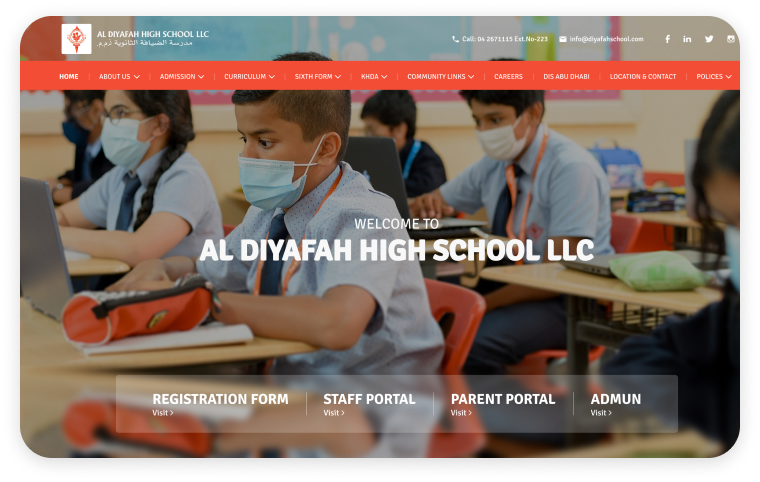 AL DIYAFAH HIGH SCHOOL LLC
مدرسة الضيافة الثانوية ذ.م.م.
Call: 04 2671115 Ext.No-223
info@diyafahschool.com
HOME
ABOUT US
ADMISSION
CURRICULUM
SIXTH FORM
KHDA
COMMUNITY LINKS
CAREERS
DIS ABU DHABI
LOCATION & CONTACT
POLICES
WELCOME TO
AL DIYAFAH HIGH SCHOOL LLC
REGISTRATION FORM
Visit >
STAFF PORTAL
Visit >
PARENT PORTAL
Visit >
ADMUN
Visit >